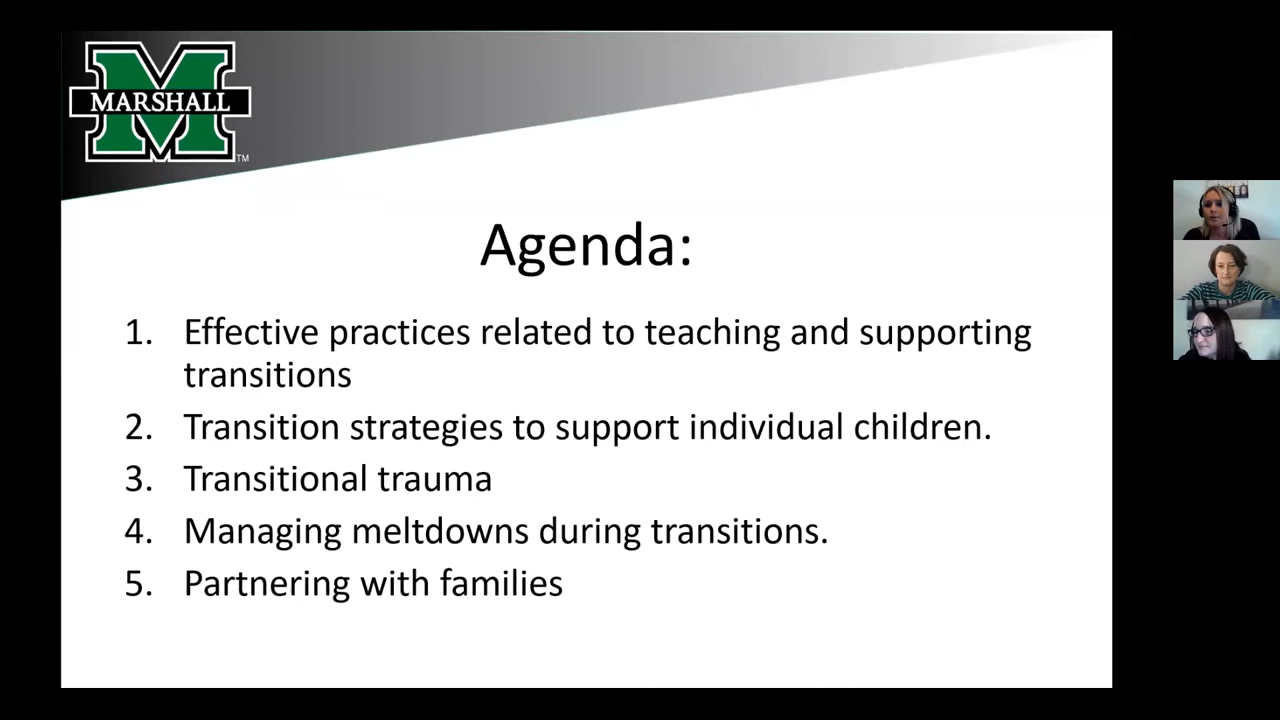 MARSHALL
TM
Agenda:
1. Effective practices related to teaching and supporting
transitions
2. Transition strategies to support individual children.
3. Transitional trauma
4. Managing meltdowns during transitions.
5. Partnering with families